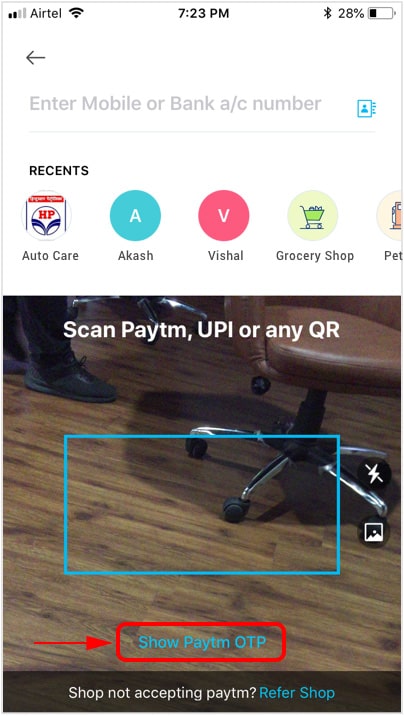 Airtel 7:23 PM 28%
Enter Mobile or Bank a/c number
RECENTS
HP
A V
Auto Care Akash Vishal Grocery Shop Pet
Scan Paytm, UPI or any QR
Show Paytm OTP
Shop not accepting paytm? Refer Shop